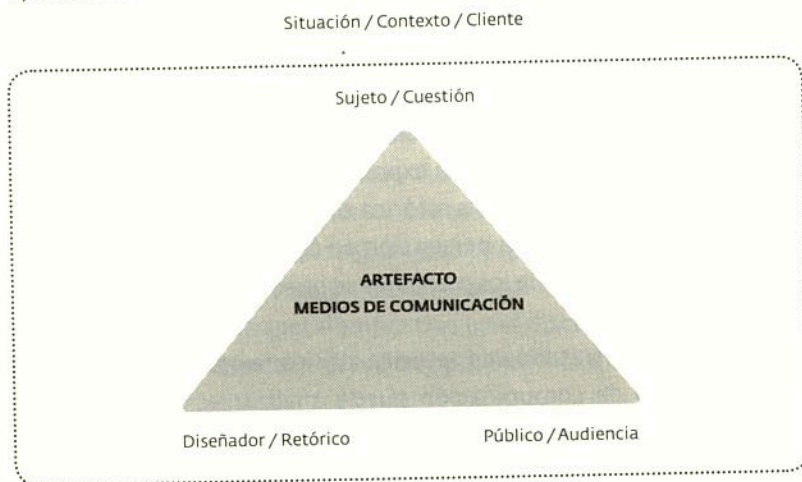 Situación / Contexto / Cliente
Sujeto / Cuestión
ARTEFACTO
MEDIOS DE COMUNICACIÓN
Diseñador / Retórico
Público / Audiencia